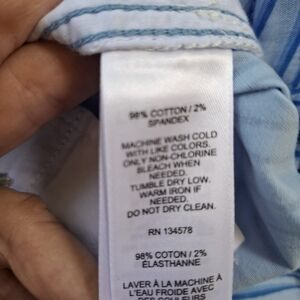 98% COTTON / 2%
SPANDEX
MACHINE WASH COLD
WITH LIKE COLORS.
ONLY NON-CHLORINE
BLEACH WHEN
NEEDED.
TUMBLE DRY LOW.
WARM IRON IF
NEEDED.
DO NOT DRY CLEAN.
RN 134578
98% COTON / 2%
ÉLASTHANNE
LAVER À LA MACHINE À
L'EAU FROIDE AVEC
DES COULEURS